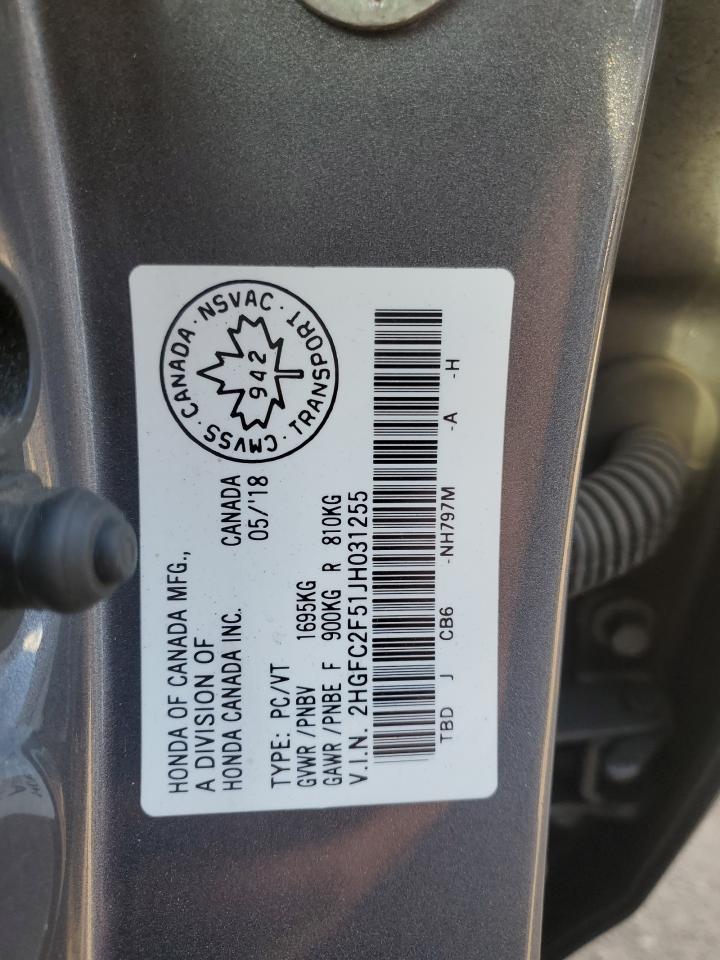 HONDA OF CANADA MFG.,
A DIVISION OF
HONDA CANADA INC.
CANADA
05/'18
CMVSS · CANADA · NSVAC · TRANSPORT ·
942
TYPE: PC/VT
GVWR /PNBV 1695KG
GAWR /PNBE F 900KG R 810KG
V.I.N. 2HGFC2F51JH031255
TBD J CB6 -NH797M -A -H